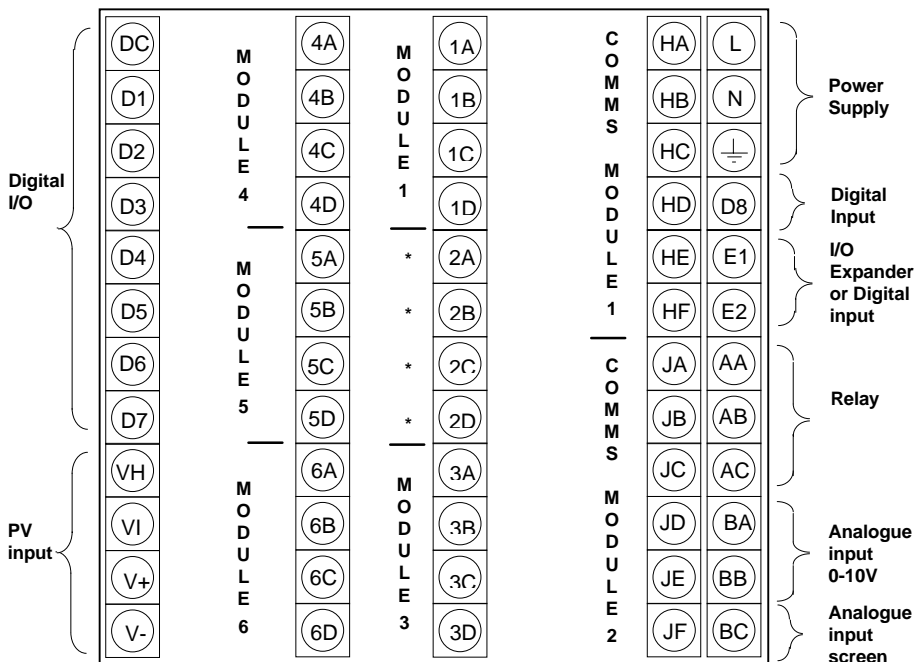 Digital
I/O
PV
input
DC
D1
D2
D3
D4
D5
D6
D7
VH
VI
V+
V-
MODULE 4
MODULE 5
MODULE 6
4A
4B
4C
4D
5A
5B
5C
5D
6A
6B
6C
6D
MODULE 1
*
*
*
*
MODULE 3
1A
1B
1C
1D
2A
2B
2C
2D
3A
3B
3C
3D
COMMS MODULE 1
COMMS MODULE 2
HA
HB
HC
HD
HE
HF
JA
JB
JC
JD
JE
JF
L
N
D8
E1
E2
AA
AB
AC
BA
BB
BC
Power
Supply
Digital
Input
I/O
Expander
or Digital
input
Relay
Analogue
input
0-10V
Analogue
input
screen